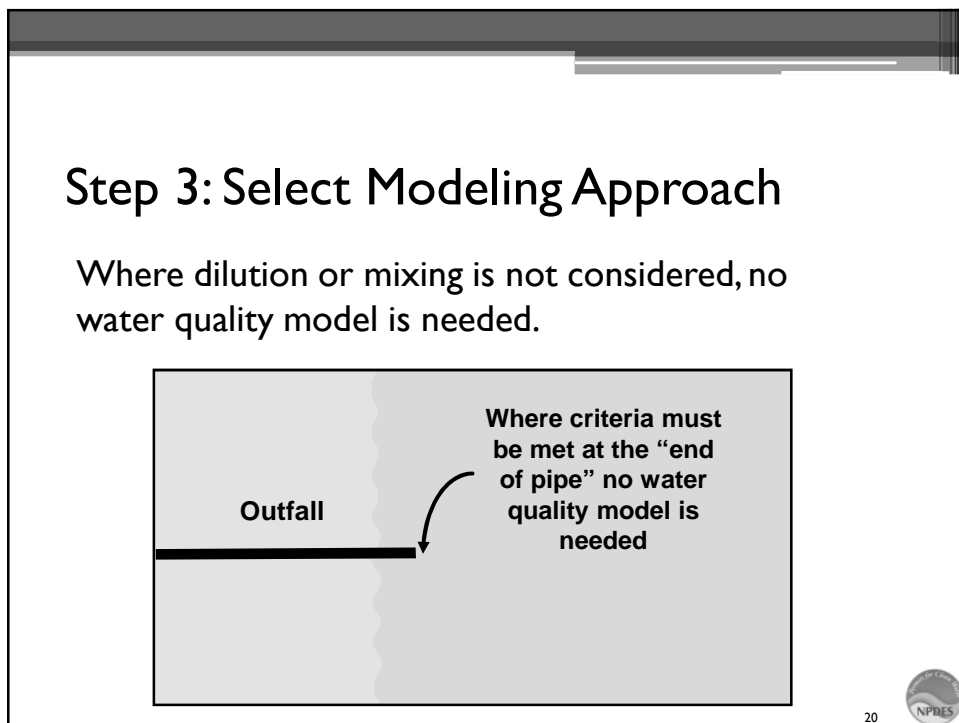 Step 3: Select Modeling Approach
Where dilution or mixing is not considered, no
water quality model is needed.
Where criteria must
be met at the “end
of pipe” no water
quality model is
needed
Outfall
20
NPDES